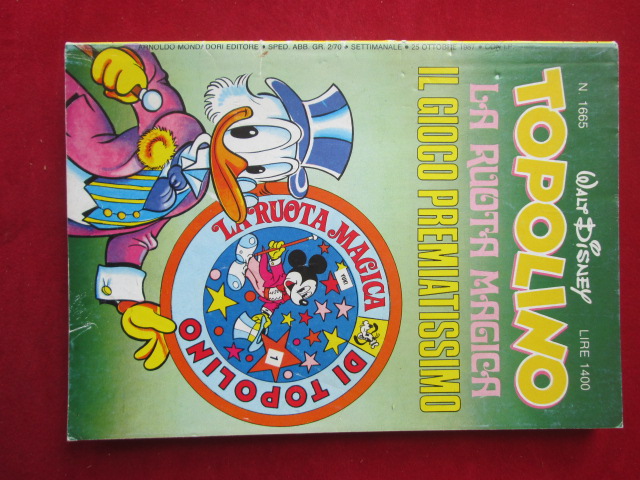 N. 1665
WALT DISNEY
LIRE 1400
TOPOLINO
LA RUOTA MAGICA
IL GIOCO PREMIATISSIMO
LA RUOTA MAGICA
DI TOPOLINO
1
ARNOLDO MONDADORI EDITORE • SPED. ABB. GR. 2/70 • SETTIMANALE • 25 OTTOBRE 1987 •